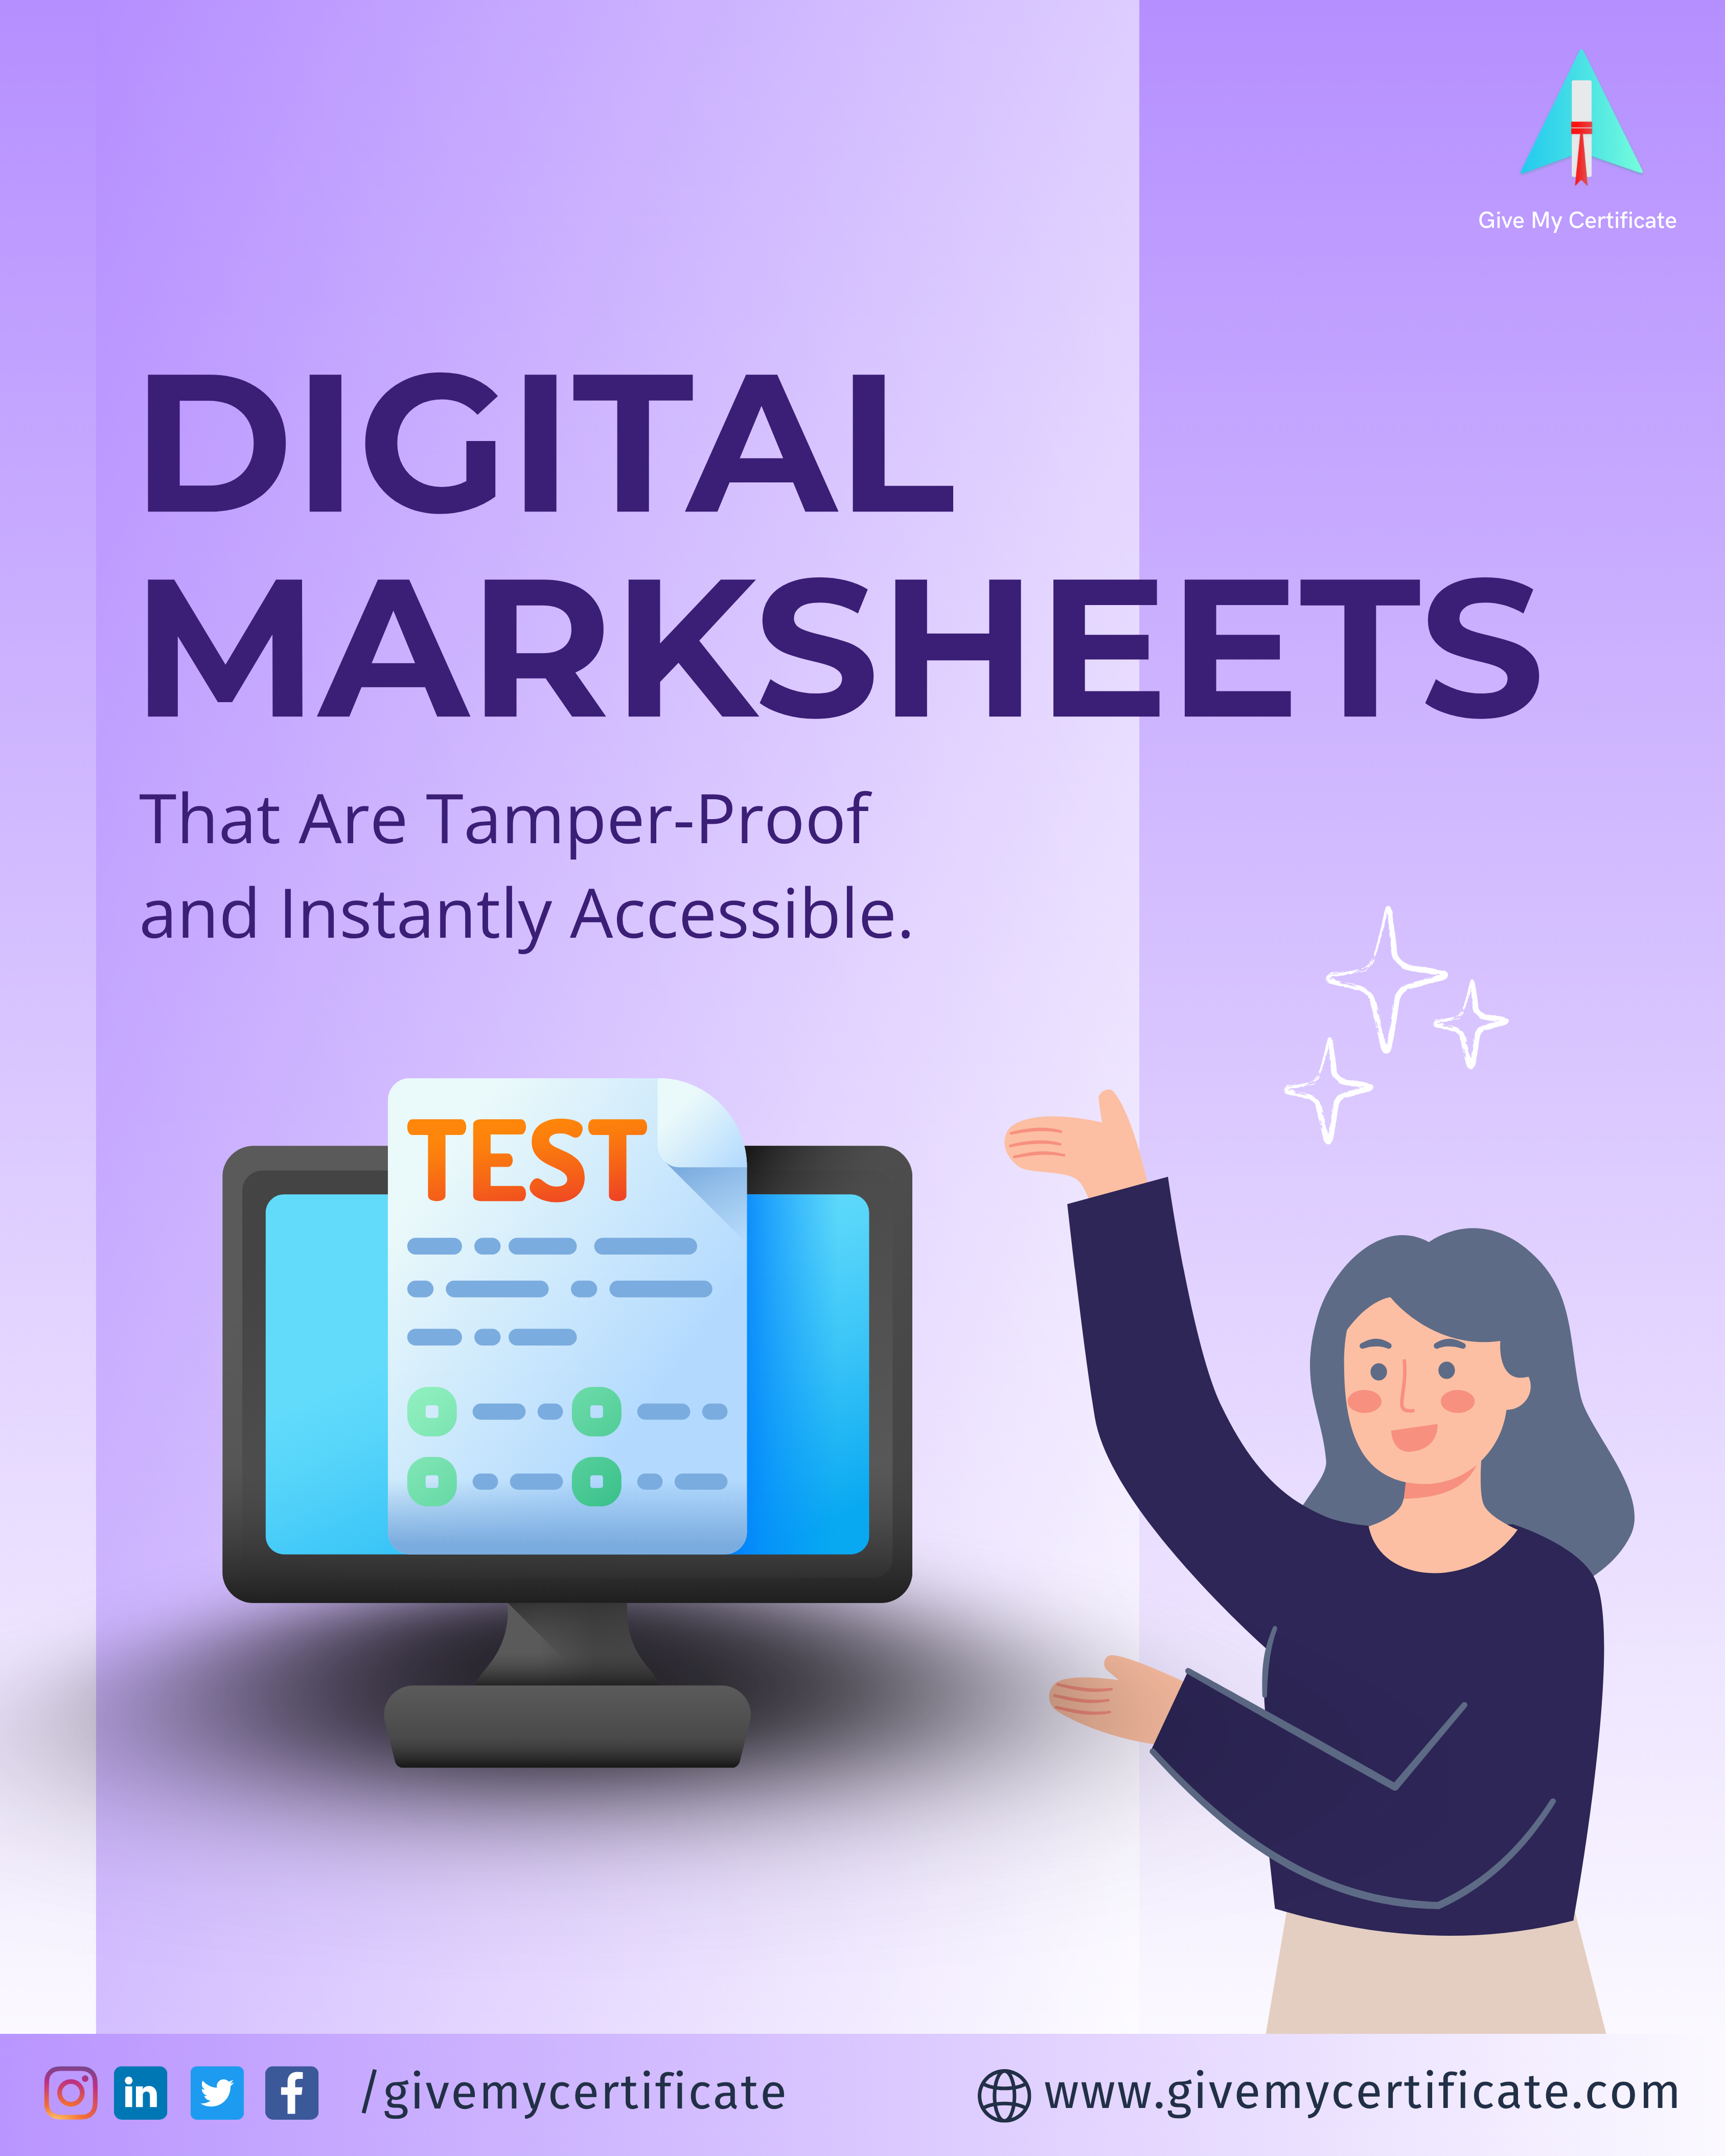 Give My Certificate
DIGITAL
MARKSHEETS
That Are Tamper-Proof
and Instantly Accessible.
TEST
/givemycertificate
www.givemycertificate.com